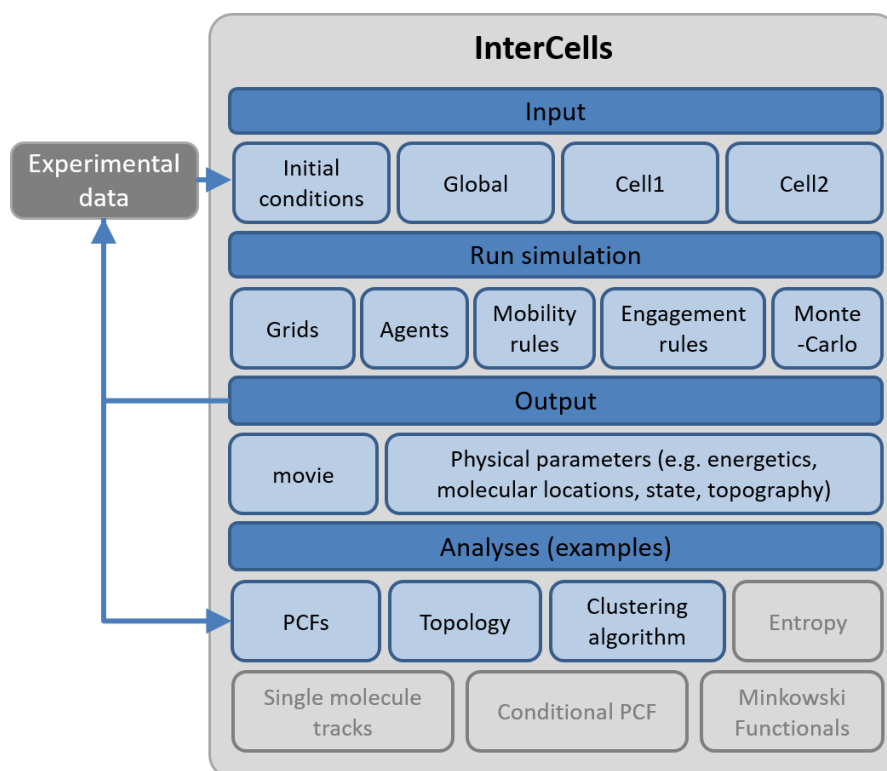 InterCells
Input
Experimental
data
Initial
conditions
Global
Cell1
Cell2
Run simulation
Grids
Agents
Mobility
rules
Engagement
rules
Monte
-Carlo
Output
movie
Physical parameters (e.g. energetics,
molecular locations, state, topography)
Analyses (examples)
PCFs
Topology
Clustering
algorithm
Entropy
Single molecule
tracks
Conditional PCF
Minkowski
Functionals